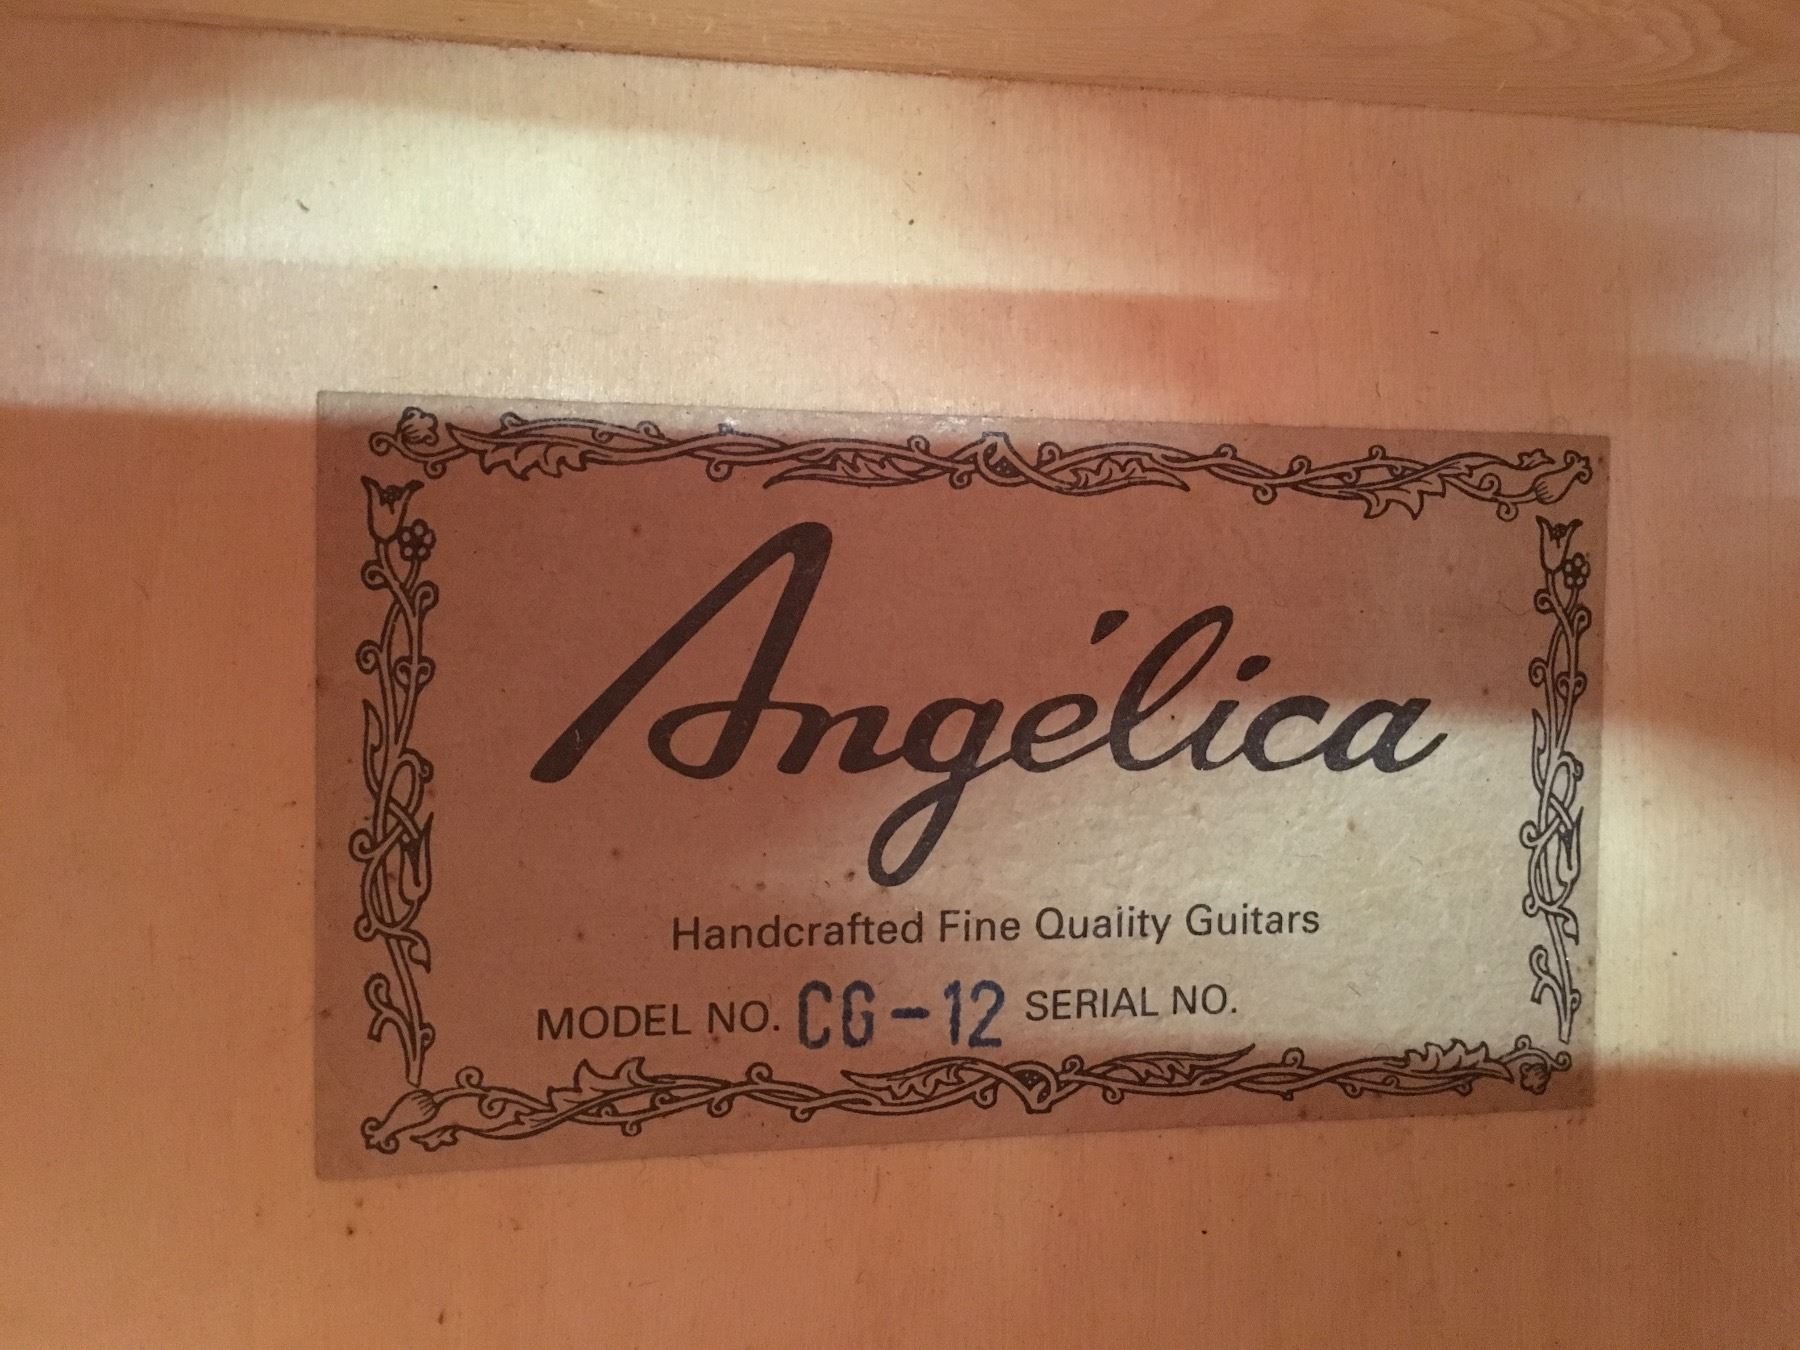 Angélica
Handcrafted Fine Quality Guitars
MODEL NO. CG-12 SERIAL NO.